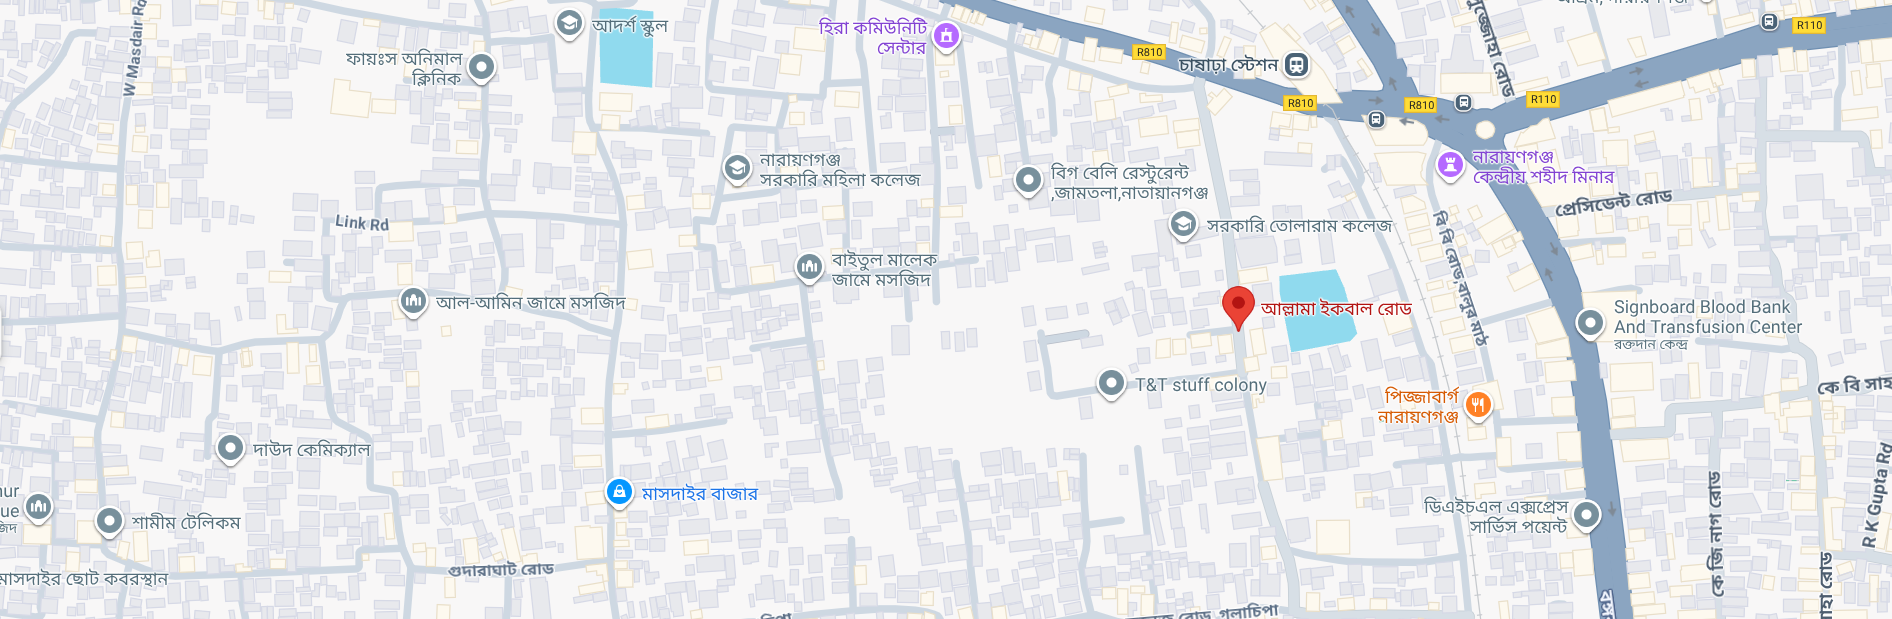 W Masdair Rd
আদর্শ স্কুল
ফায়ঃস অনিমাল
ক্লিনিক
হিরা কমিউনিটি
সেন্টার
R810
চাষাঢ়া স্টেশন
R810
R810
R110
R110
নারায়ণগঞ্জ
সরকারি মহিলা কলেজ
বিগ বেলি রেস্টুরেন্ট
,জামতলা,নাতায়ানগঞ্জ
নারায়ণগঞ্জ
কেন্দ্রীয় শহীদ মিনার
প্রেসিডেন্ট রোড
Link Rd
সরকারি তোলারাম কলেজ
বি বি রোড,বালুর মাঠ
বাইতুল মালেক
জামে মসজিদ
আল-আমিন জামে মসজিদ
আল্লামা ইকবাল রোড
Signboard Blood Bank
And Transfusion Center
রক্তদান কেন্দ্র
T&T stuff colony
পিজ্জাবার্গ
নারায়ণগঞ্জ
কে বি সাহ
দাউদ কেমিক্যাল
মাসদাইর বাজার
শামীম টেলিকম
ডিএইচএল এক্সপ্রেস
সার্ভিস পয়েন্ট
কে জি নাগ রোড
R K Gupta Rd
মাসদাইর ছোট কবরস্থান
গুদারাঘাট রোড
রোড, গলাচিপা